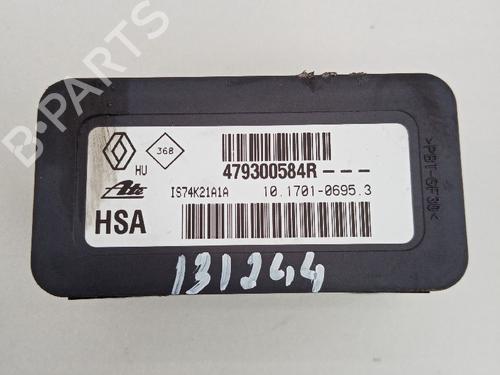 368
HU
479300584R---
Ate
IS74K21A1A
10.1701-0695.3
HSA
>PBT-GF30<
131244
B-PARTS